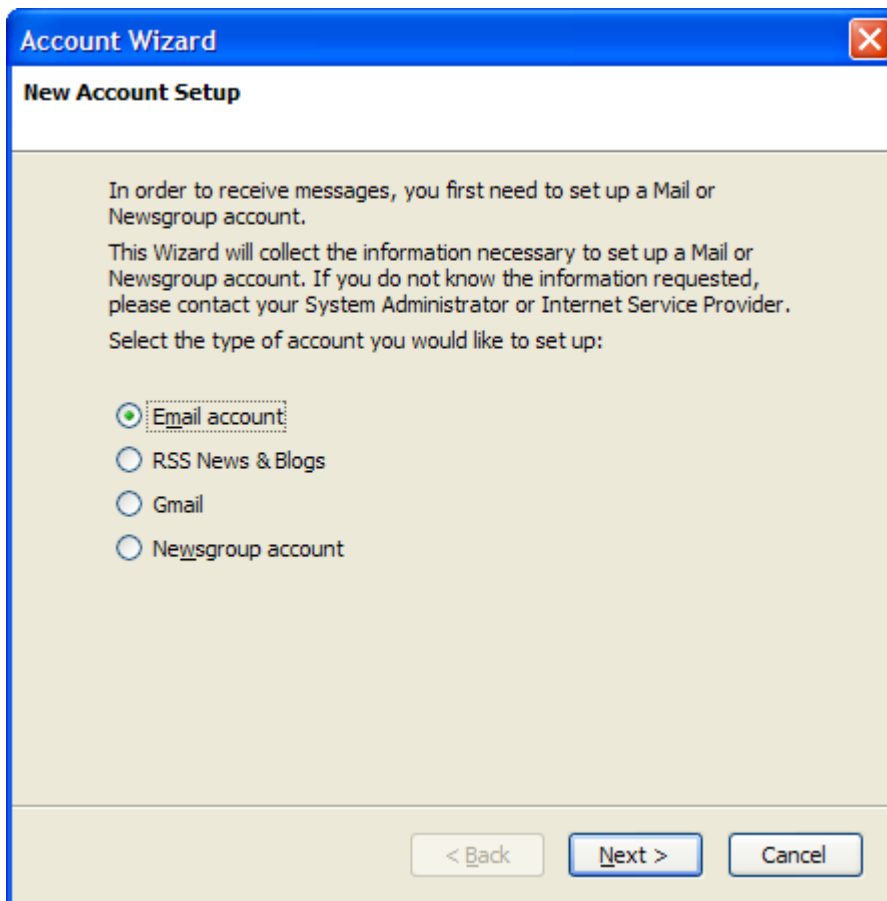 Account Wizard
New Account Setup
In order to receive messages, you first need to set up a Mail or
Newsgroup account.
This Wizard will collect the information necessary to set up a Mail or
Newsgroup account. If you do not know the information requested,
please contact your System Administrator or Internet Service Provider.
Select the type of account you would like to set up:
Email account
RSS News & Blogs
Gmail
Newsgroup account
< Back Next > Cancel